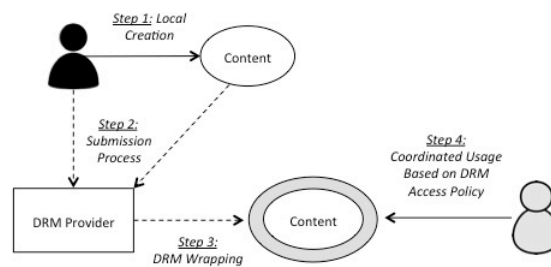 Step 1: Local
Creation
Content
Step 2:
Submission
Process
Step 4:
Coordinated Usage
Based on DRM
Access Policy
DRM Provider
Content
Step 3:
DRM Wrapping